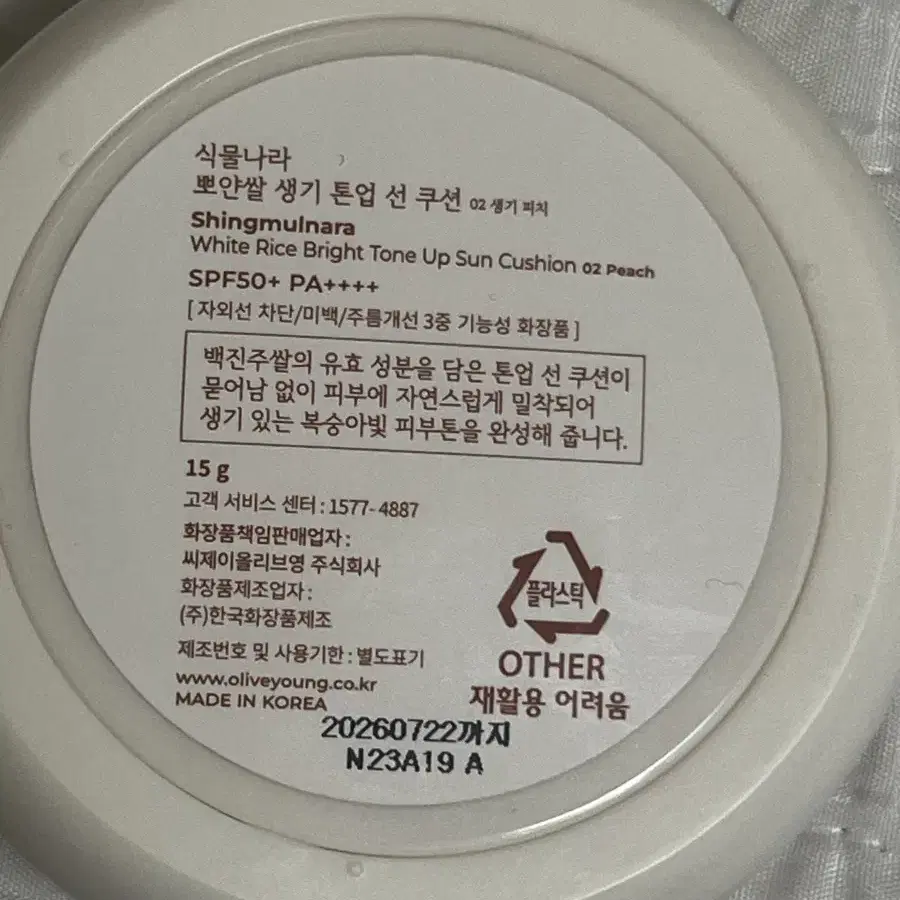 식물나라
뽀얀쌀 생기 톤업 선 쿠션 02 생기 피치
Shingmulnara
White Rice Bright Tone Up Sun Cushion 02 Peach
SPF50+ PA++++
[ 자외선 차단/미백/주름개선 3중 기능성 화장품 ]
백진주쌀의 유효 성분을 담은 톤업 선 쿠션이
묻어남 없이 피부에 자연스럽게 밀착되어
생기 있는 복숭아빛 피부톤을 완성해 줍니다.
15 g
고객 서비스 센터 : 1577-4887
화장품책임판매업자 :
씨제이올리브영 주식회사
화장품제조업자 :
(주)한국화장품제조
제조번호 및 사용기한 : 별도표기
www.oliveyoung.co.kr
MADE IN KOREA
플라스틱
OTHER
재활용 어려움
20260722까지
N23A19 A